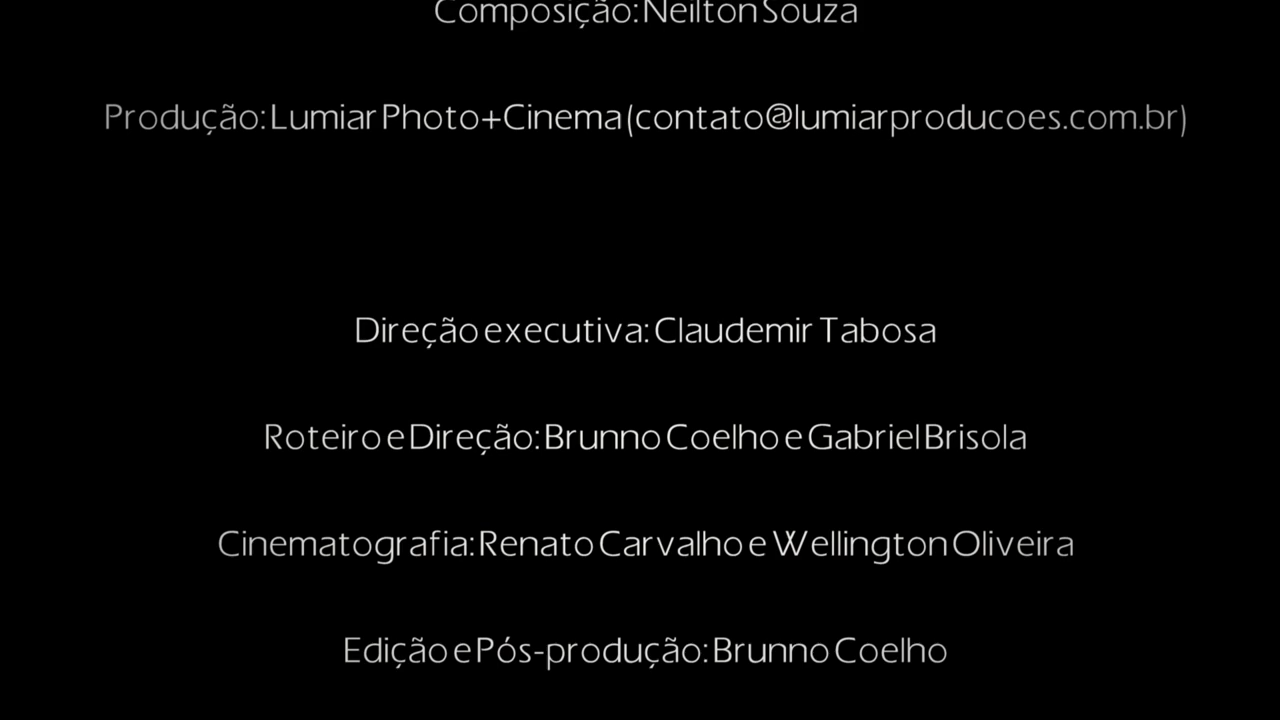 Composição: Neilton Souza
Produção: Lumiar Photo+Cinema (contato@lumiarproducoes.com.br)
Direção executiva: Claudemir Tabosa
Roteiro e Direção: Brunno Coelho e Gabriel Brisola
Cinematografia: Renato Carvalho e Wellington Oliveira
Edição e Pós-produção: Brunno Coelho